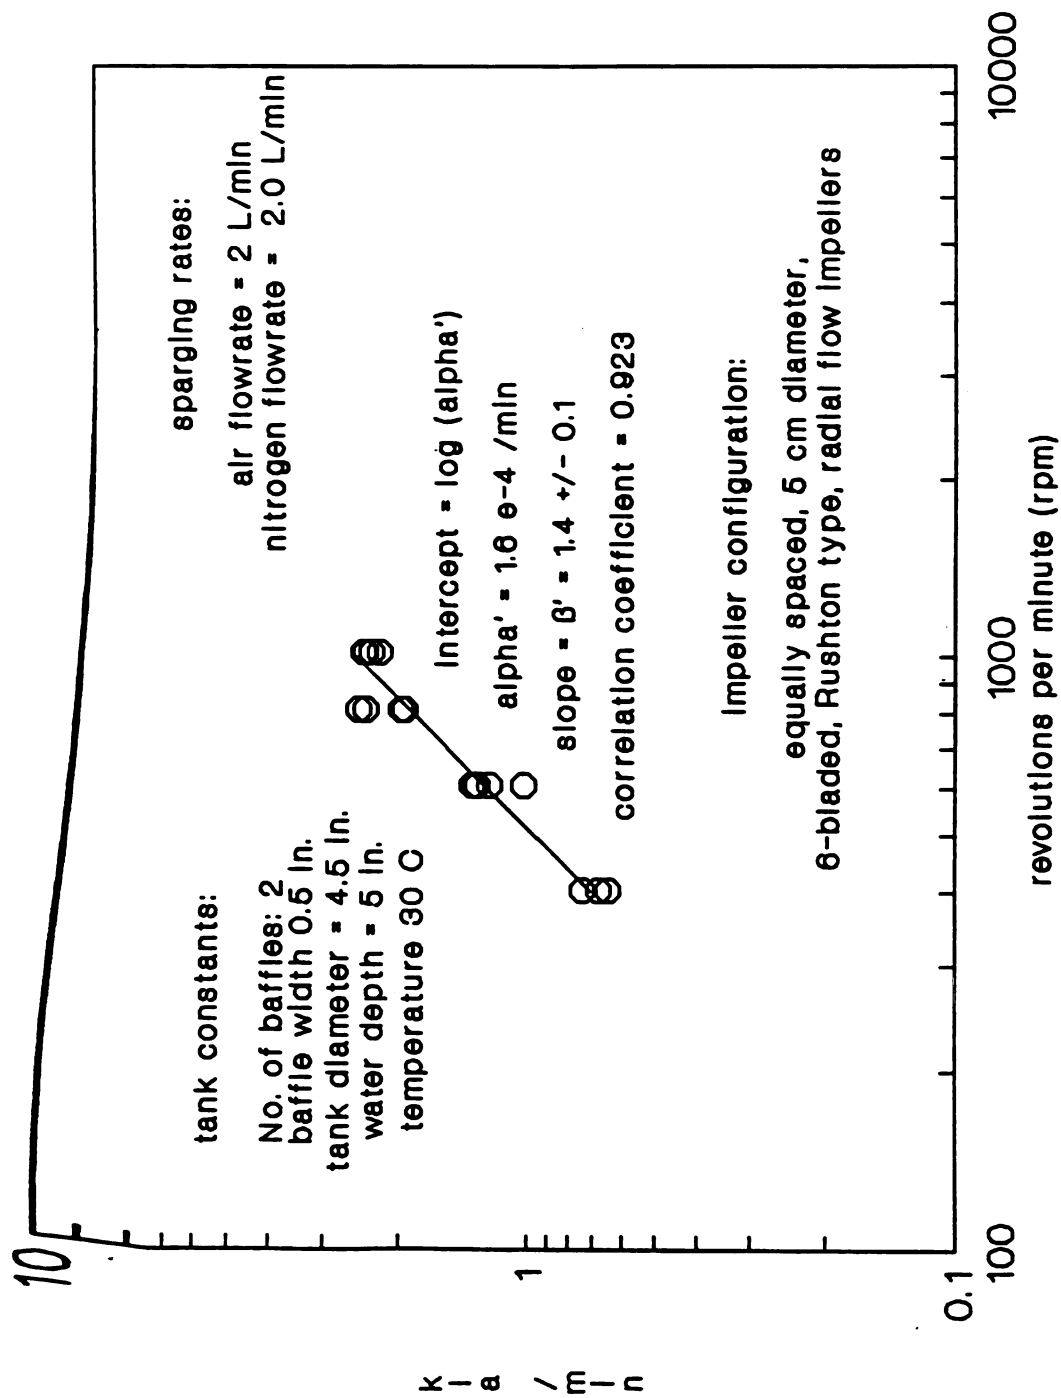 10
1
0.1
100
1000
10000
revolutions per minute (rpm)
k l a /min
tank constants:
No. of baffles: 2
baffle width 0.5 in.
tank diameter = 4.5 in.
water depth = 5 in.
temperature 30 C
sparging rates:
air flowrate = 2 L/min
nitrogen flowrate = 2.0 L/min
Intercept = log (alpha')
alpha' = 1.6 e-4 /min
slope = β' = 1.4 +/- 0.1
correlation coefficient = 0.923
Impeller configuration:
equally spaced, 5 cm diameter,
6-bladed, Rushton type, radial flow impellers